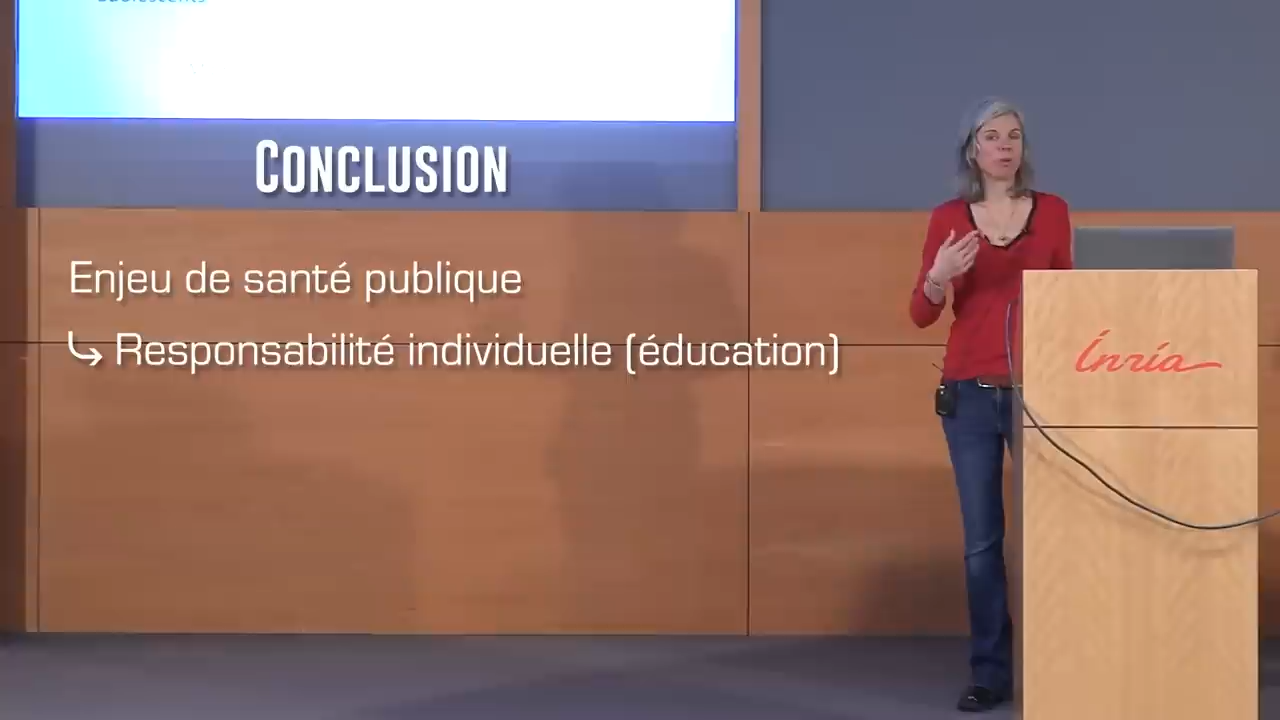 CONCLUSION
Enjeu de santé publique
↳ Responsabilité individuelle (éducation)
Inria